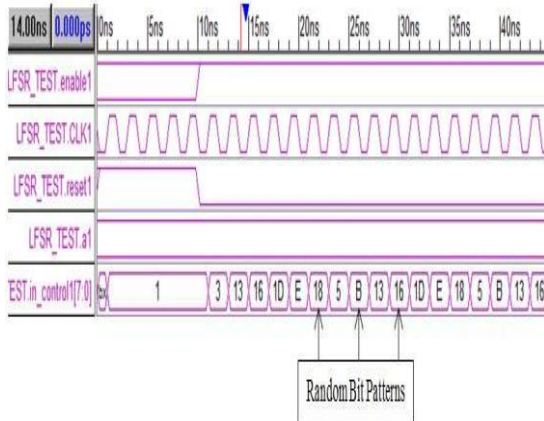 14.00ns 0.000ps 0ns 5ns 10ns 15ns 20ns 25ns 30ns 35ns 40ns
LFSR_TEST.enable1
LFSR_TEST.CLK1
LFSR_TEST.reset1
LFSR_TEST.a1
TEST.in_control1[7:0] 1 3 13 16 1D E 18 5 B 13 16 1D E 18 5 B 13 16
Random Bit Patterns